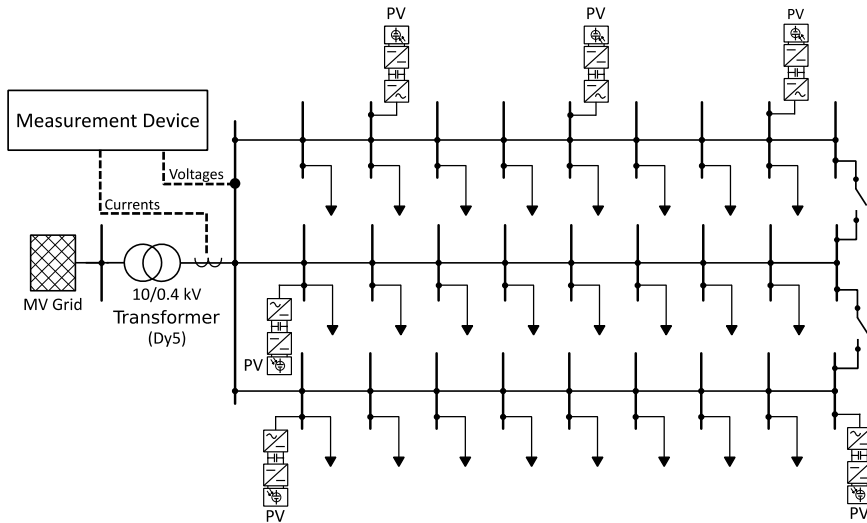 PV
PV
PV
Measurement Device
Voltages
Currents
MV Grid
10/0.4 kV
Transformer
(Dy5)
PV
PV
PV